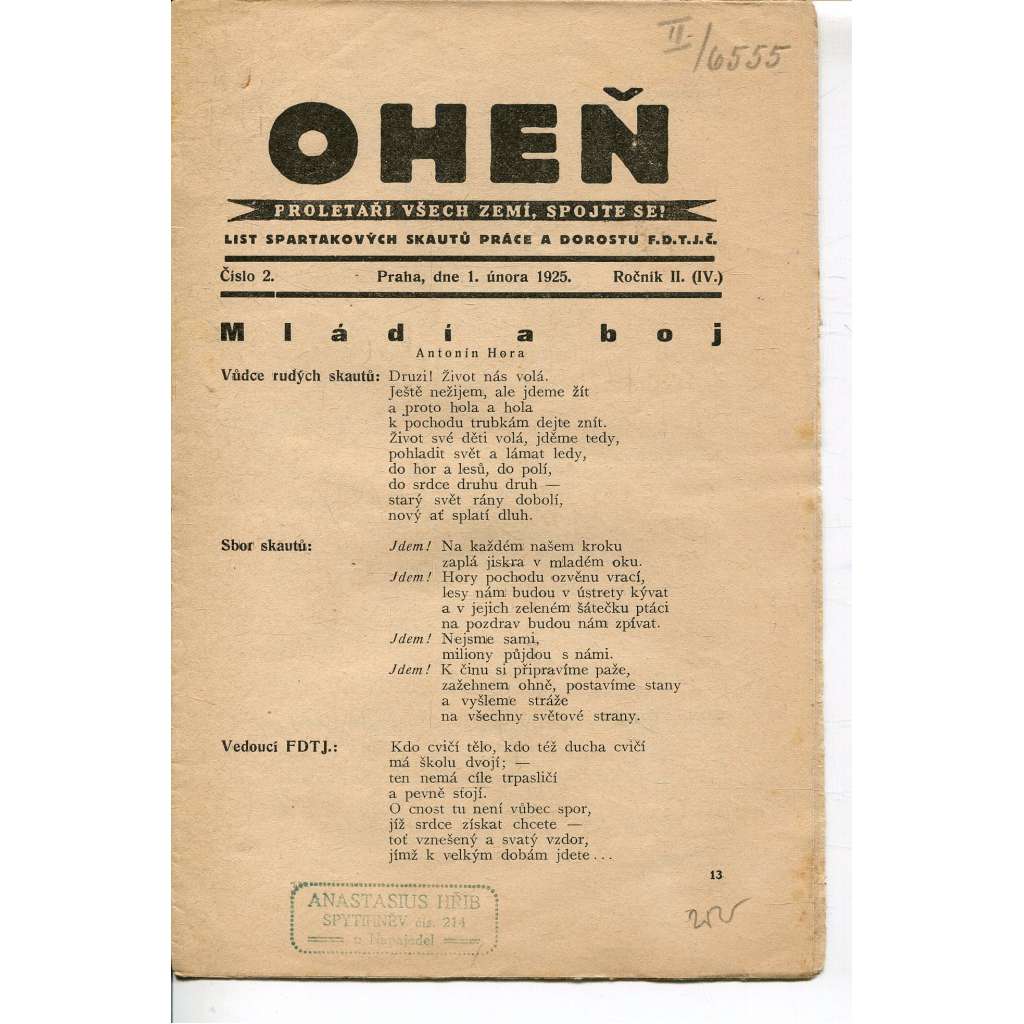 II/6555
OHEŇ
PROLETÁŘI VŠECH ZEMÍ, SPOJTE SE!
LIST SPARTAKOVÝCH SKAUTŮ PRÁCE A DOROSTU F.D.T.J.Č.
Číslo 2. Praha, dne 1. února 1925. Ročník II. (IV.)
Mládí a boj
Antonín Hora
Vůdce rudých skautů: Druzi! Život nás volá.
Ještě nežijem, ale jdeme žít
a proto hola a hola
k pochodu trubkám dejte znít.
Život své děti volá, jděme tedy,
pohladit svět a lámat ledy,
do hor a lesů, do polí,
do srdce druhu druh —
starý svět rány dobolí,
nový ať splatí dluh.
Sbor skautů: Jdem! Na každém našem kroku
zaplá jiskra v mladém oku.
Jdem! Hory pochodu ozvěnu vrací,
lesy nám budou v ústrety kývat
a v jejich zeleném šátečku ptáci
na pozdrav budou nám zpívat.
Jdem! Nejsme sami,
miliony půjdou s námi.
Jdem! K činu si připravíme paže,
zažehnem ohně, postavíme stany
a vyšleme stráže
na všechny světové strany.
Vedoucí FDTJ.: Kdo cvičí tělo, kdo též ducha cvičí
má školu dvojí; —
ten nemá cíle trpasličí
a pevně stojí.
O cnost tu není vůbec spor,
jíž srdce získat chcete —
toť vznešený a svatý vzdor,
jímž k velkým dobám jdete...
13
ANASTASIUS HŘIB
SPYTIHNĚV čís. 214
u Napajedel